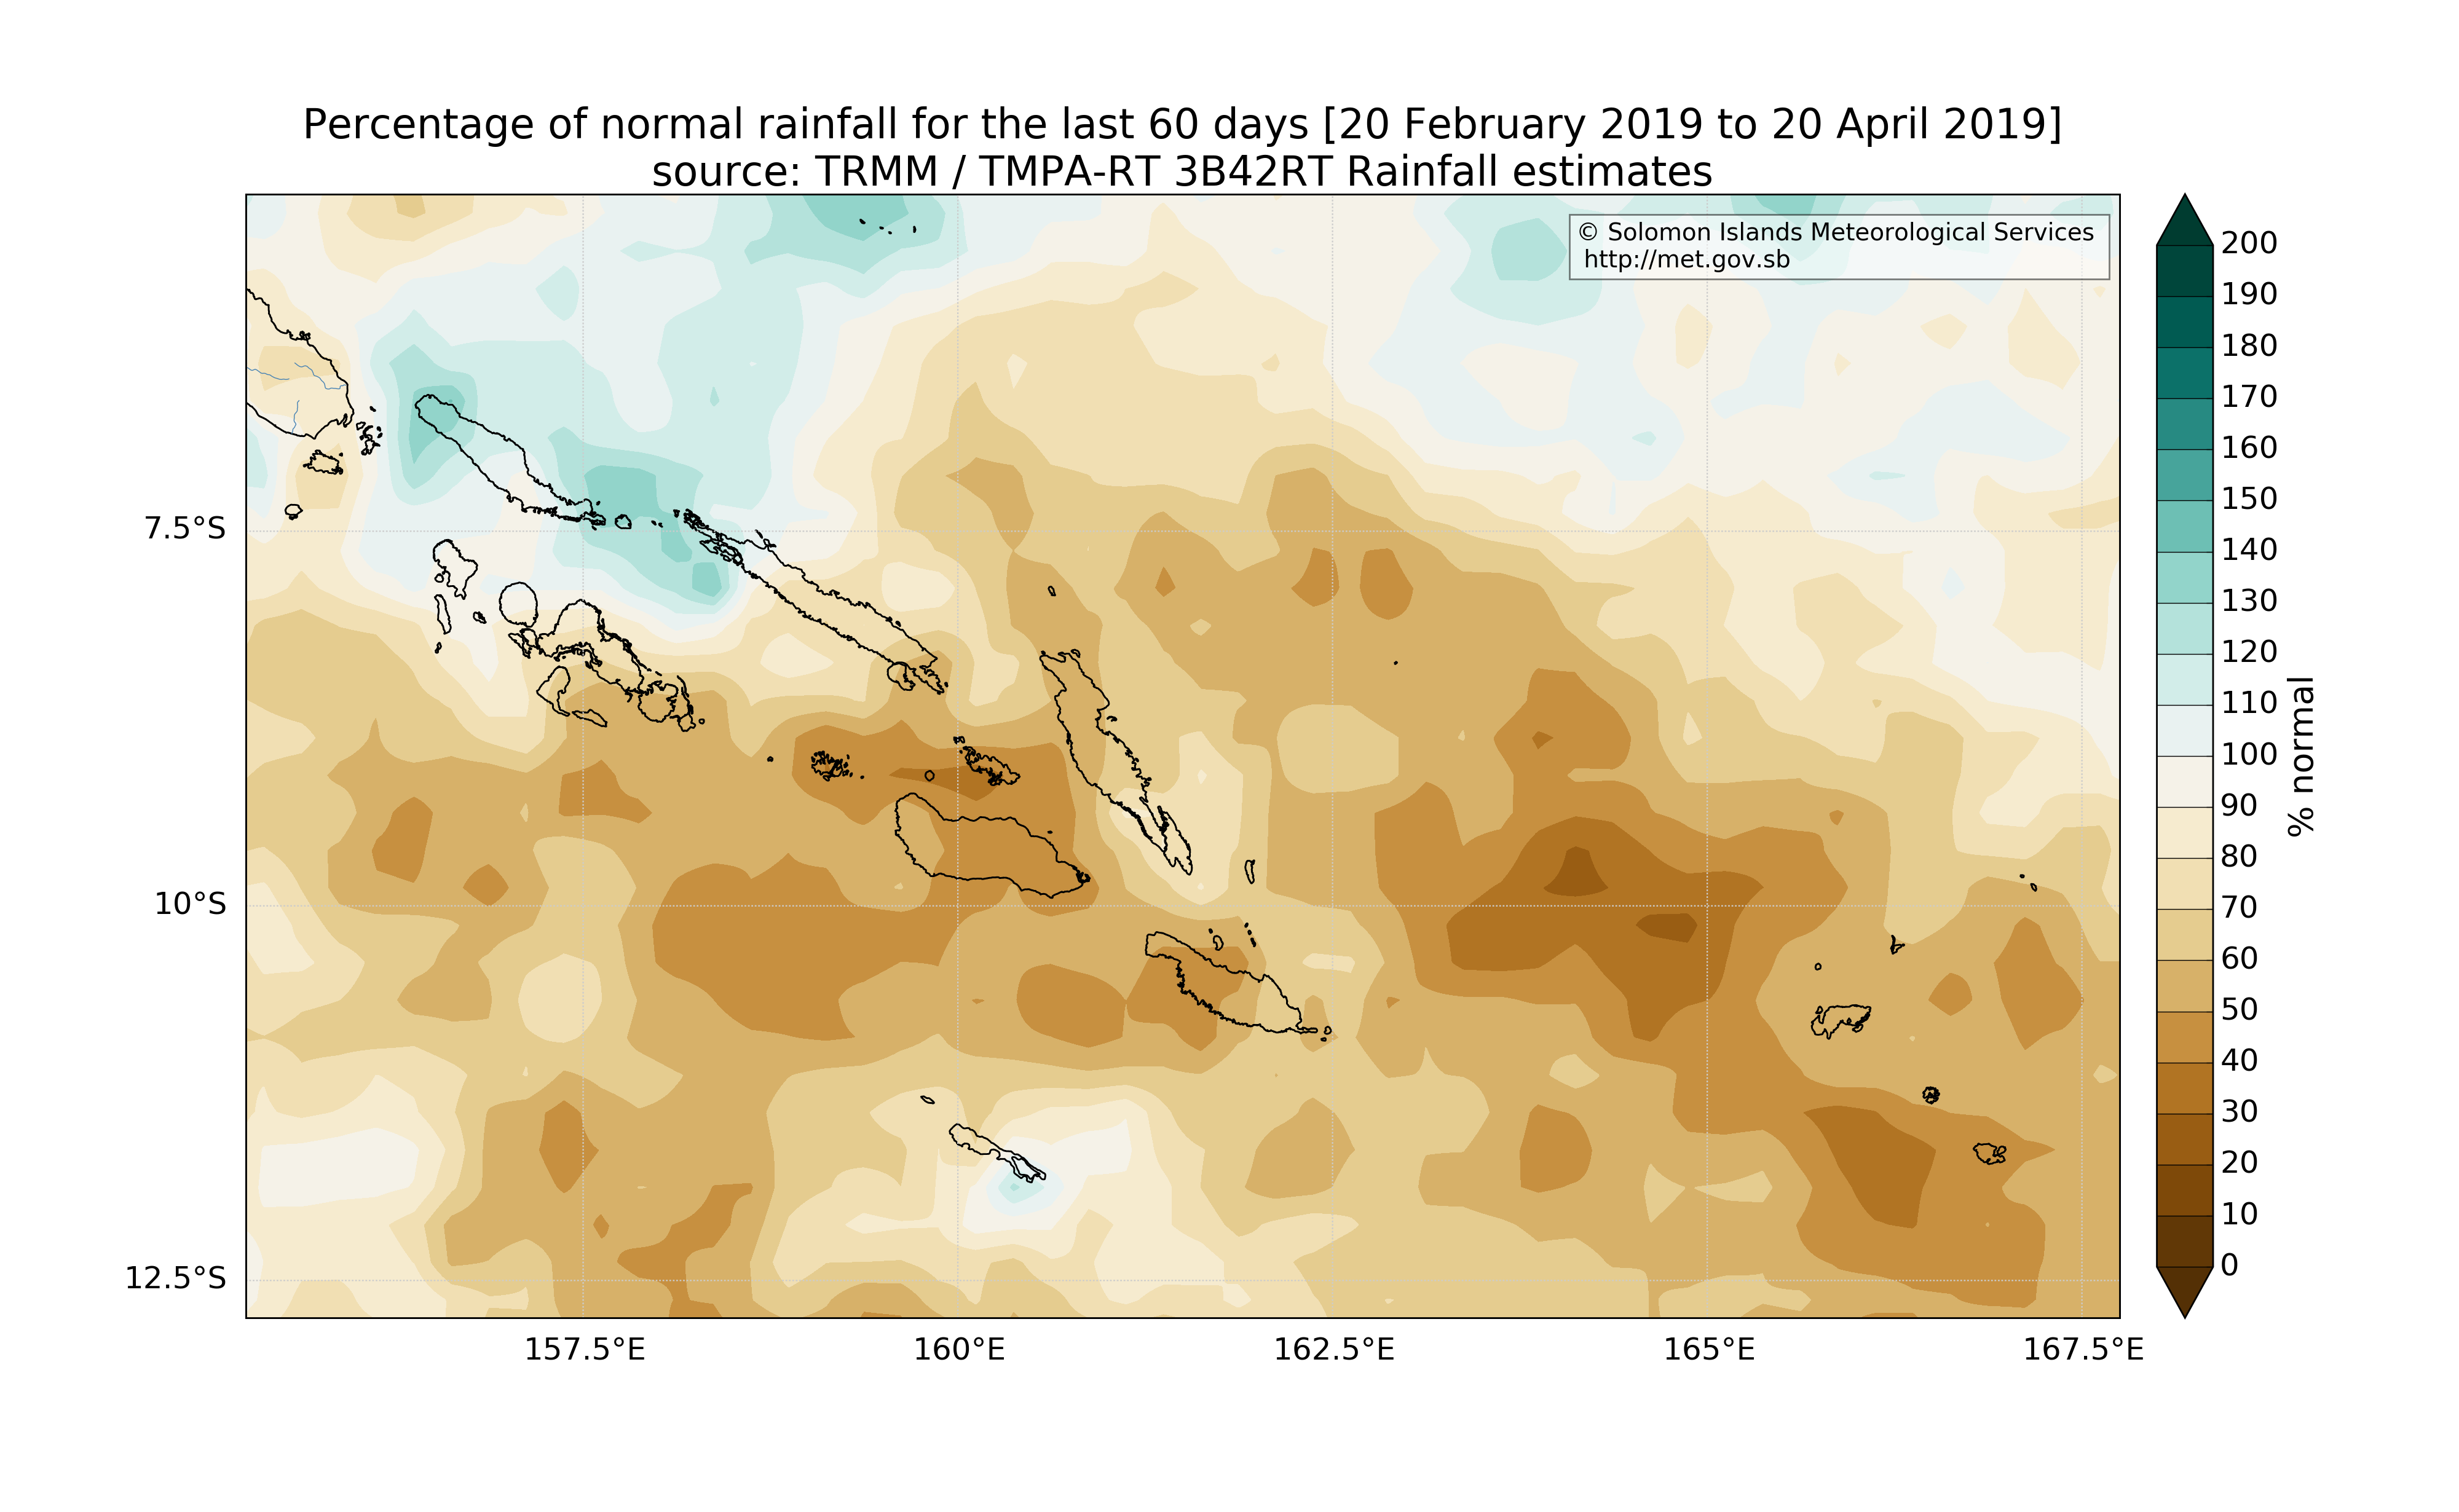 Percentage of normal rainfall for the last 60 days [20 February 2019 to 20 April 2019]
source: TRMM / TMPA-RT 3B42RT Rainfall estimates
© Solomon Islands Meteorological Services
http://met.gov.sb
7.5°S
10°S
12.5°S
157.5°E
160°E
162.5°E
165°E
167.5°E
200
190
180
170
160
150
140
130
120
110
100
90
80
70
60
50
40
30
20
10
0
% normal